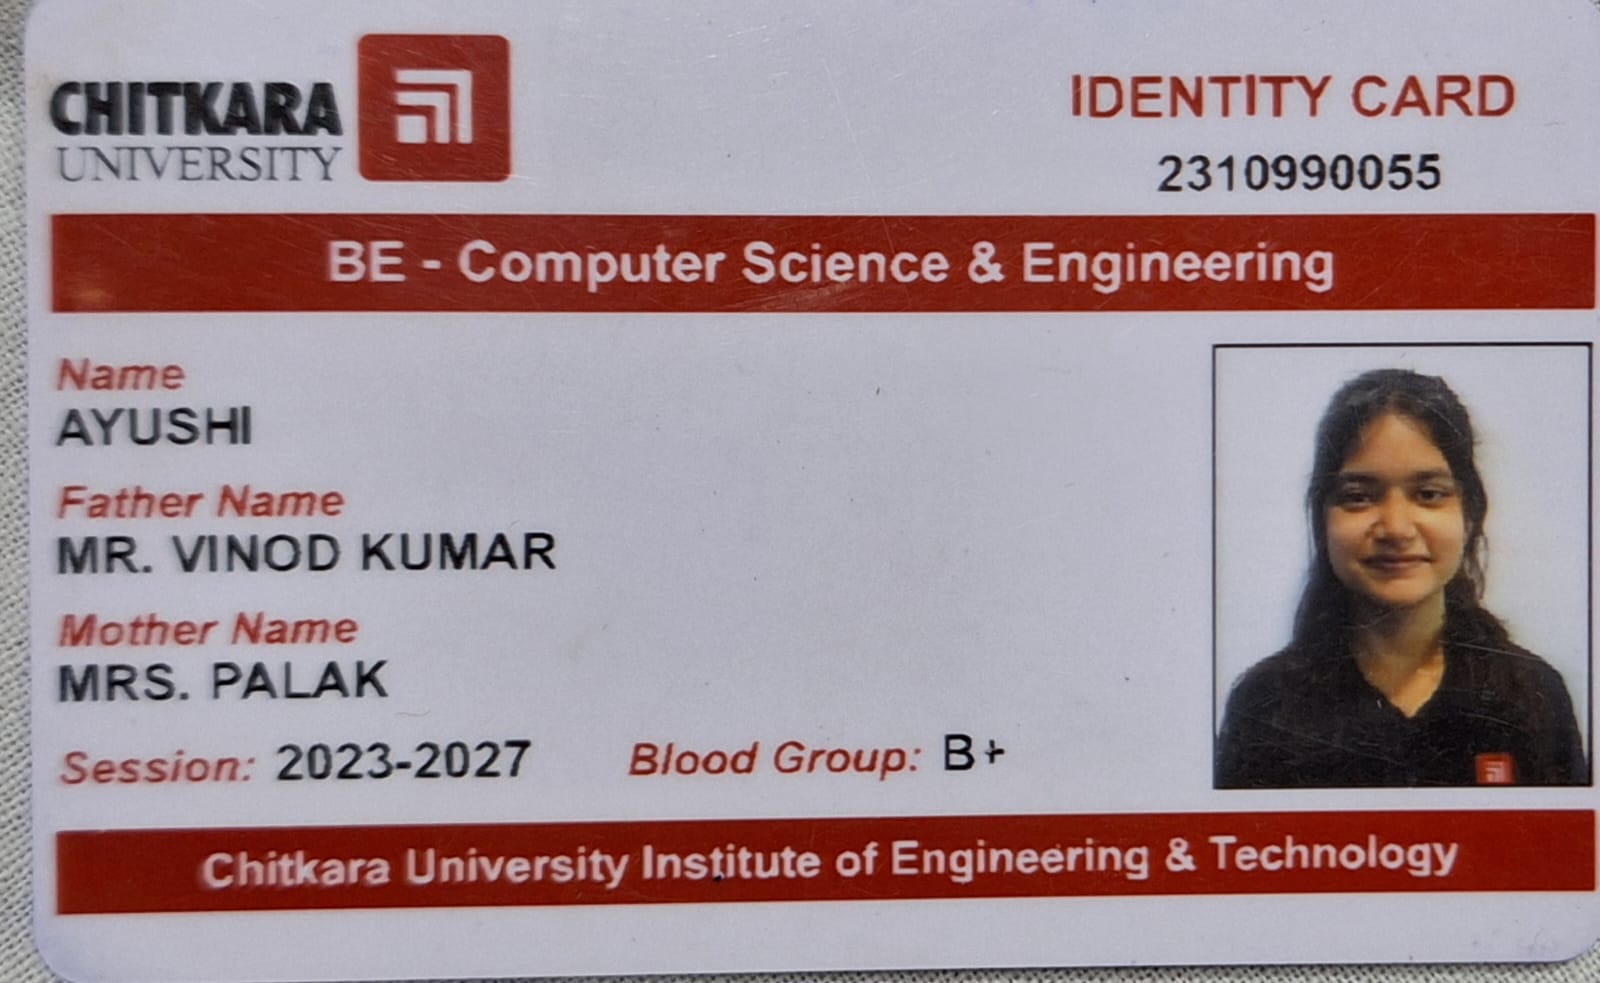 CHITKARA
UNIVERSITY
IDENTITY CARD
2310990055
BE - Computer Science & Engineering
Name
AYUSHI
Father Name
MR. VINOD KUMAR
Mother Name
MRS. PALAK
Session: 2023-2027 Blood Group: B+
Chitkara University Institute of Engineering & Technology